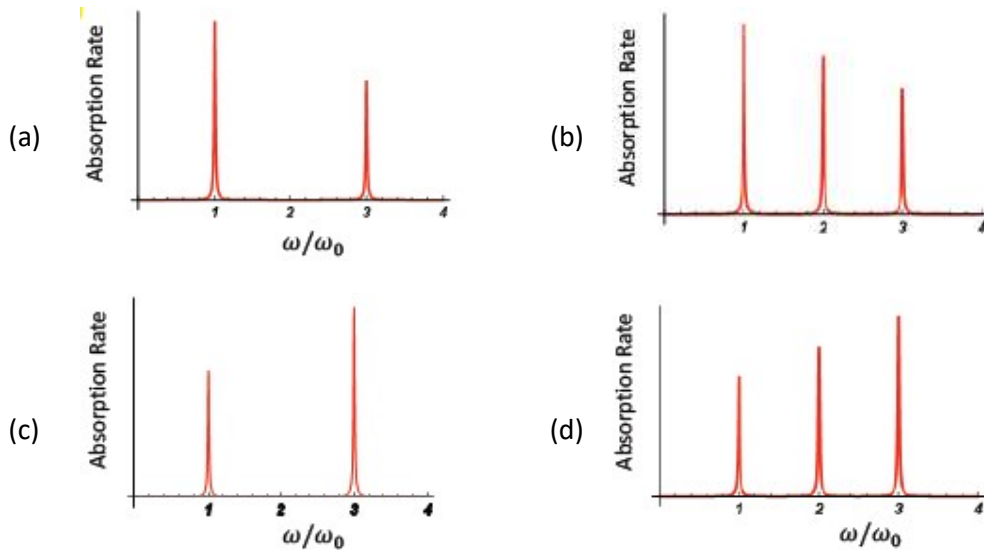 (a)
Absorption Rate
1 2 3 4
ω/ω₀
(b)
Absorption Rate
1 2 3 4
(c)
Absorption Rate
1 2 3 4
ω/ω₀
(d)
Absorption Rate
1 2 3 4
ω/ω₀